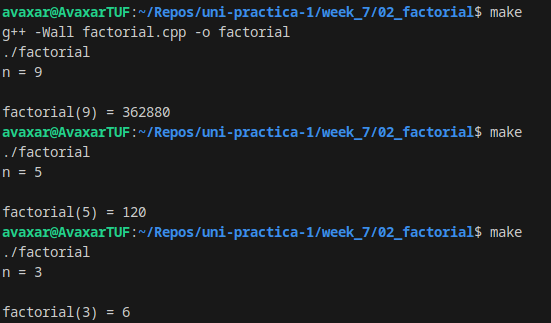 avaxar@AvaxarTUF:~/Repos/uni-practica-1/week_7/02_factorial$ make
g++ -Wall factorial.cpp -o factorial
./factorial
n = 9
factorial(9) = 362880
avaxar@AvaxarTUF:~/Repos/uni-practica-1/week_7/02_factorial$ make
./factorial
n = 5
factorial(5) = 120
avaxar@AvaxarTUF:~/Repos/uni-practica-1/week_7/02_factorial$ make
./factorial
n = 3
factorial(3) = 6